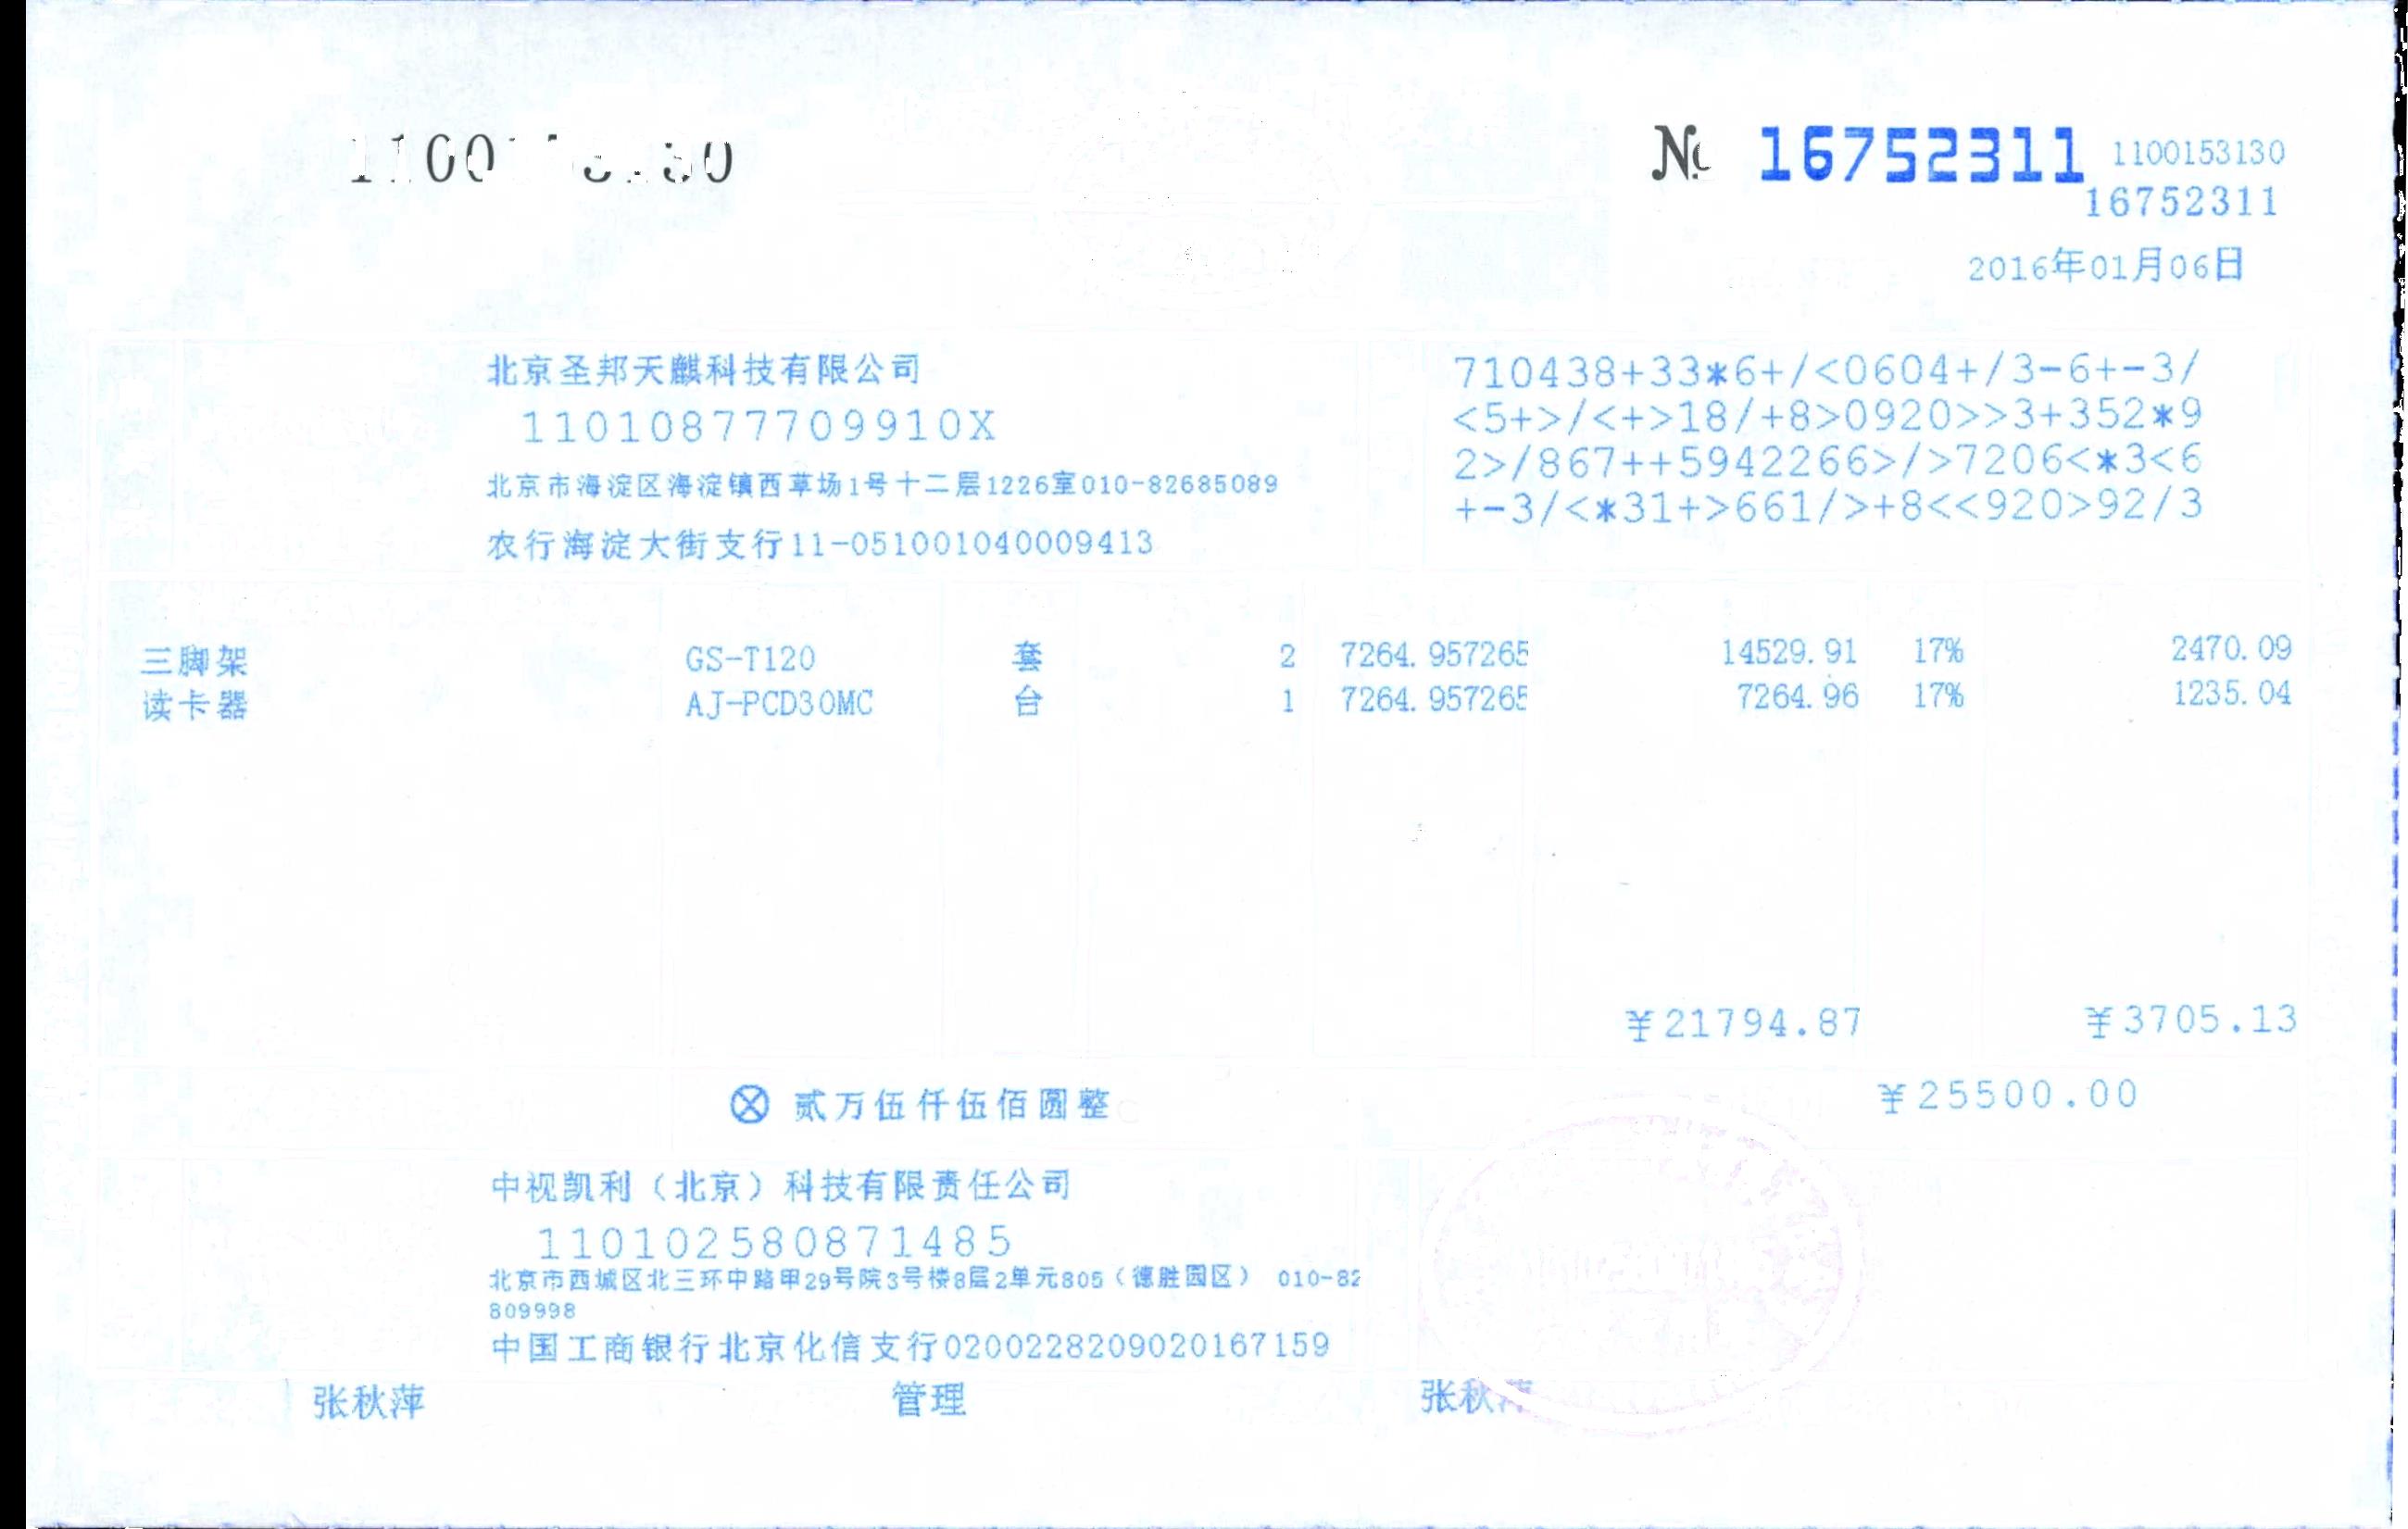 № 16752311 1100153130
16752311
2016年01月06日
北京圣邦天麒科技有限公司
11010877709910X
北京市海淀区海淀镇西草场1号十二层1226室010-82685089
农行海淀大街支行11-051001040009413
710438+33*6+/<0604+/3-6+-3/
<5+>/<+>18/+8>0920>>3+352*9
2>/867++5942266>/>7206<*3<6
+-3/<*31+>661/>+8<<920>92/3
三脚架 GS-T120 套 2 7264.957265 14529.91 17% 2470.09
读卡器 AJ-PCD30MC 台 1 7264.957265 7264.96 17% 1235.04
¥21794.87 ¥3705.13
ⓧ 贰万伍仟伍佰圆整 ¥25500.00
中视凯利（北京）科技有限责任公司
110102580871485
北京市西城区北三环中路甲29号院3号楼8层2单元805（德胜园区） 010-82
809998
中国工商银行北京化信支行0200228209020167159
张秋萍 管理 张秋